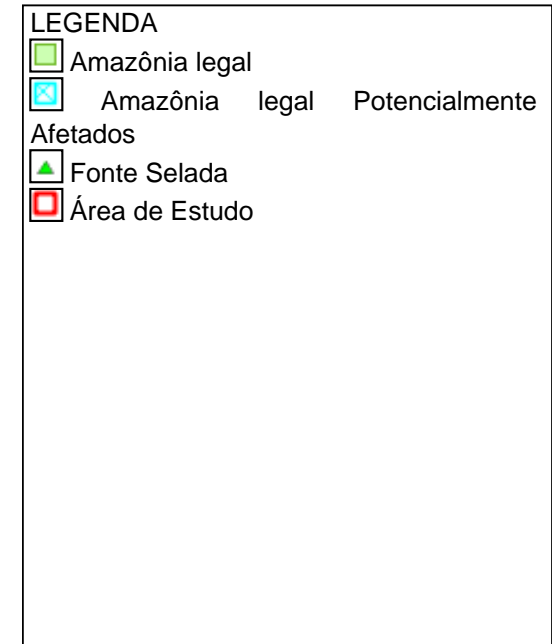 LEGENDA
Amazônia legal
Amazônia legal Potencialmente
Afetados
Fonte Selada
Área de Estudo